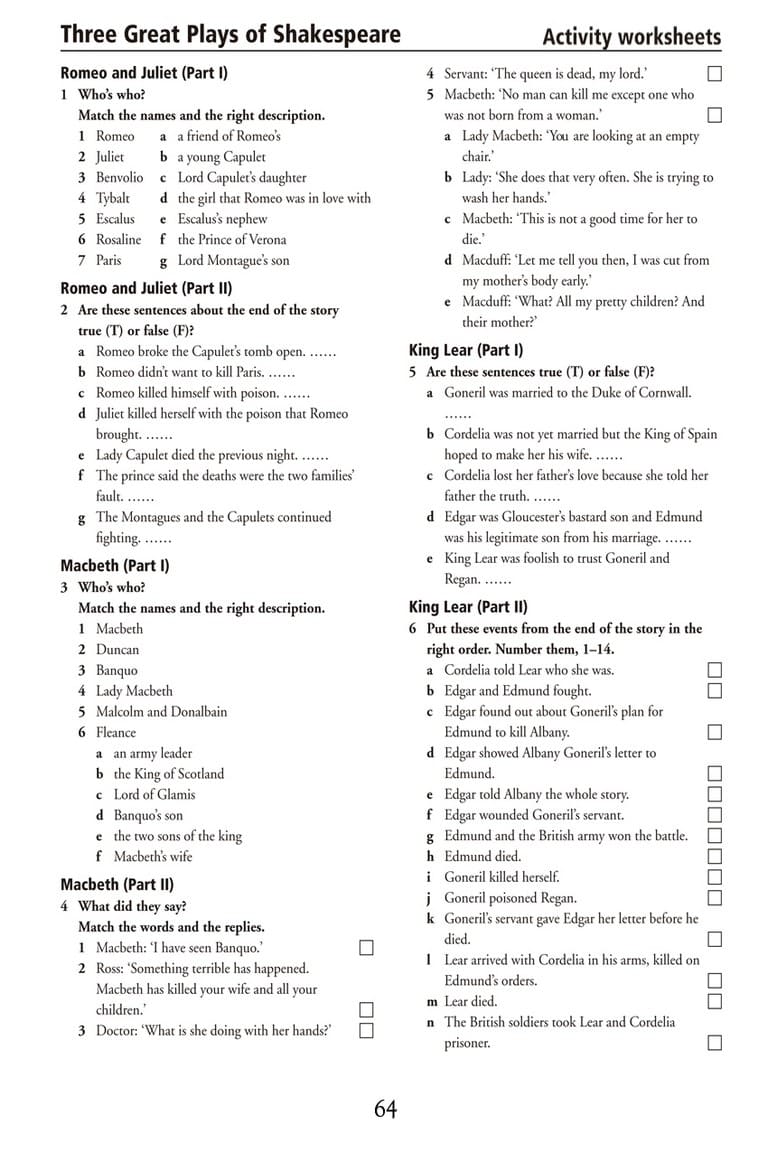 Three Great Plays of Shakespeare
Activity worksheets
Romeo and Juliet (Part I)
1 Who's who?
Match the names and the right description.
1 Romeo a a friend of Romeo's
2 Juliet b a young Capulet
3 Benvolio c Lord Capulet's daughter
4 Tybalt d the girl that Romeo was in love with
5 Escalus e Escalus's nephew
6 Rosaline f the Prince of Verona
7 Paris g Lord Montague's son
Romeo and Juliet (Part II)
2 Are these sentences about the end of the story
true (T) or false (F)?
a Romeo broke the Capulet's tomb open. ……
b Romeo didn't want to kill Paris. ……
c Romeo killed himself with poison. ……
d Juliet killed herself with the poison that Romeo
brought. ……
e Lady Capulet died the previous night. ……
f The prince said the deaths were the two families'
fault. ……
g The Montagues and the Capulets continued
fighting. ……
Macbeth (Part I)
3 Who's who?
Match the names and the right description.
1 Macbeth
2 Duncan
3 Banquo
4 Lady Macbeth
5 Malcolm and Donalbain
6 Fleance
a an army leader
b the King of Scotland
c Lord of Glamis
d Banquo's son
e the two sons of the king
f Macbeth's wife
Macbeth (Part II)
4 What did they say?
Match the words and the replies.
1 Macbeth: 'I have seen Banquo.'
2 Ross: 'Something terrible has happened.
Macbeth has killed your wife and all your
children.'
3 Doctor: 'What is she doing with her hands?'
4 Servant: 'The queen is dead, my lord.'
5 Macbeth: 'No man can kill me except one who
was not born from a woman.'
a Lady Macbeth: 'You are looking at an empty
chair.'
b Lady: 'She does that very often. She is trying to
wash her hands.'
c Macbeth: 'This is not a good time for her to
die.'
d Macduff: 'Let me tell you then, I was cut from
my mother's body early.'
e Macduff: 'What? All my pretty children? And
their mother?'
King Lear (Part I)
5 Are these sentences true (T) or false (F)?
a Goneril was married to the Duke of Cornwall.
……
b Cordelia was not yet married but the King of Spain
hoped to make her his wife. ……
c Cordelia lost her father's love because she told her
father the truth. ……
d Edgar was Gloucester's bastard son and Edmund
was his legitimate son from his marriage. ……
e King Lear was foolish to trust Goneril and
Regan. ……
King Lear (Part II)
6 Put these events from the end of the story in the
right order. Number them, 1–14.
a Cordelia told Lear who she was.
b Edgar and Edmund fought.
c Edgar found out about Goneril's plan for
Edmund to kill Albany.
d Edgar showed Albany Goneril's letter to
Edmund.
e Edgar told Albany the whole story.
f Edgar wounded Goneril's servant.
g Edmund and the British army won the battle.
h Edmund died.
i Goneril killed herself.
j Goneril poisoned Regan.
k Goneril's servant gave Edgar her letter before he
died.
l Lear arrived with Cordelia in his arms, killed on
Edmund's orders.
m Lear died.
n The British soldiers took Lear and Cordelia
prisoner.
64